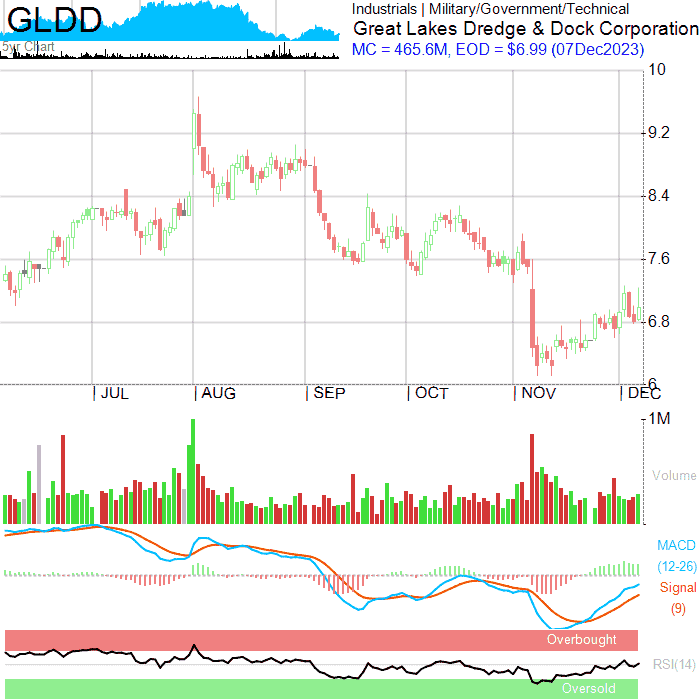 GLDD
5yr Chart
Industrials | Military/Government/Technical
Great Lakes Dredge & Dock Corporation
MC = 465.6M, EOD = $6.99 (07Dec2023)
10
9.2
8.4
7.6
6.8
6
JUL AUG SEP OCT NOV DEC
1M
Volume
MACD
(12-26)
Signal
(9)
Overbought
RSI(14)
Oversold